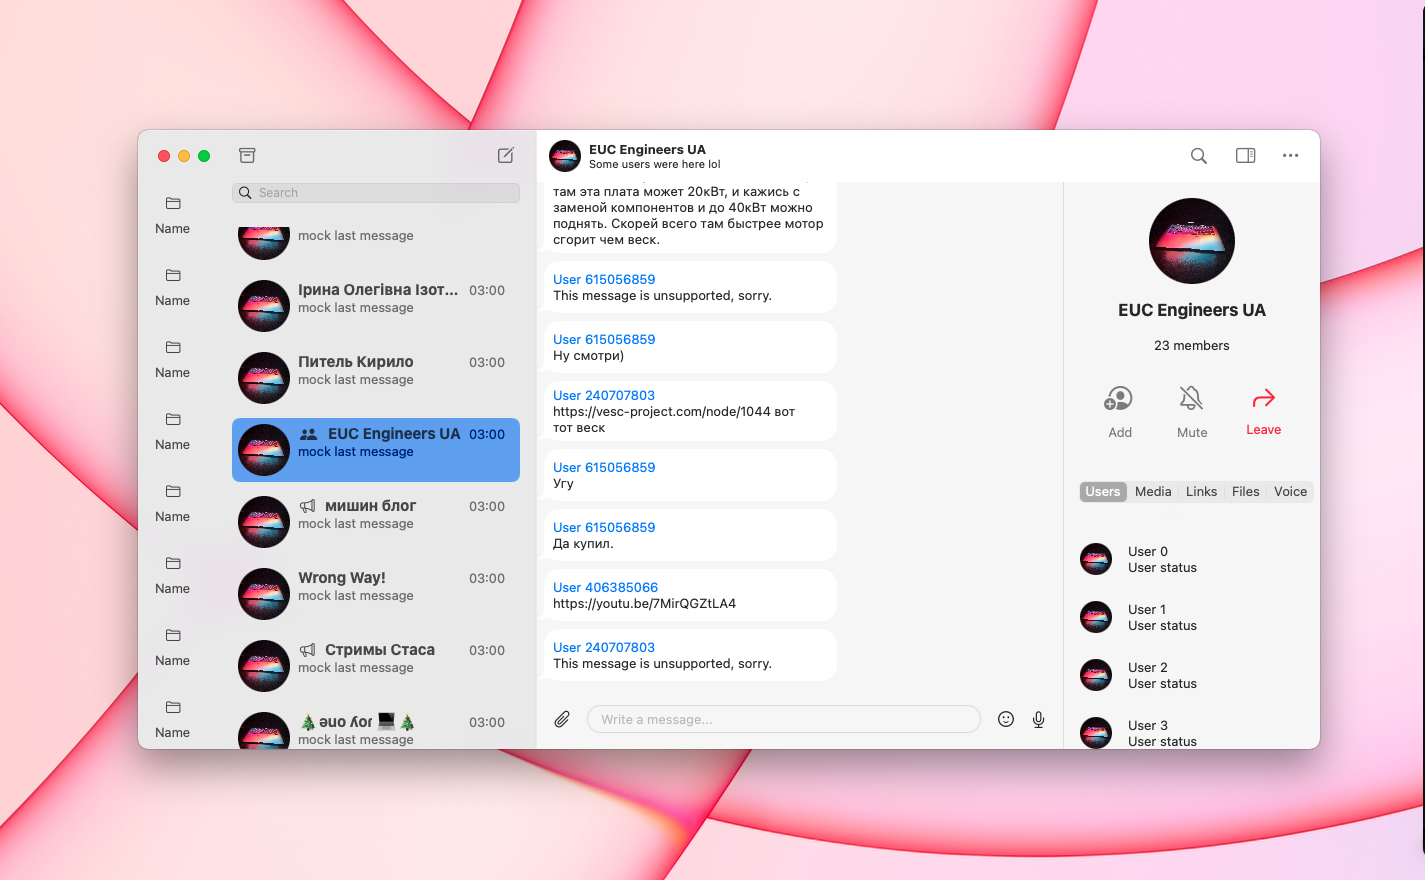 Name
Name
Name
Name
Name
Name
Name
Name
Search
mock last message
Ірина Олегівна Ізот... 03:00
mock last message
Питель Кирило 03:00
mock last message
EUC Engineers UA 03:00
mock last message
мишин блог 03:00
mock last message
Wrong Way! 03:00
mock last message
Стримы Стаса 03:00
mock last message
🎄ǝuo ʎoɾ💻🎄 03:00
mock last message
EUC Engineers UA
Some users were here lol
там эта плата может 20кВт, и кажись с
заменой компонентов и до 40кВт можно
поднять. Скорей всего там быстрее мотор
сгорит чем веск.
User 615056859
This message is unsupported, sorry.
User 615056859
Ну смотри)
User 240707803
https://vesc-project.com/node/1044 вот
тот веск
User 615056859
Угу
User 615056859
Да купил.
User 406385066
https://youtu.be/7MirQGZtLA4
User 240707803
This message is unsupported, sorry.
Write a message...
EUC Engineers UA
23 members
Add Mute Leave
Users Media Links Files Voice
User 0
User status
User 1
User status
User 2
User status
User 3
User status